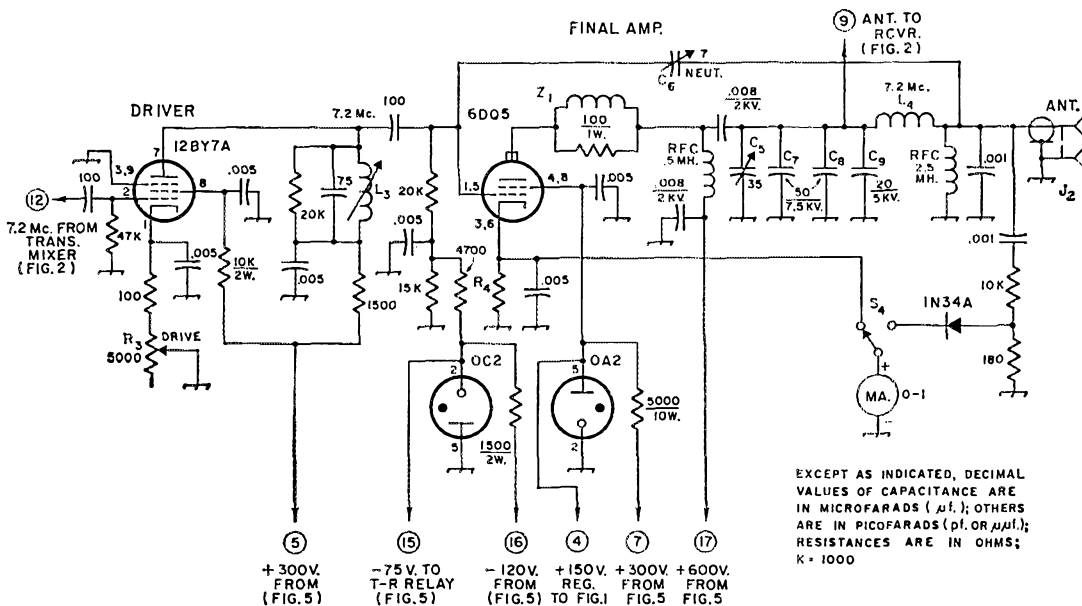 FINAL AMP.
9
ANT. TO
RCVR.
(FIG. 2)
7
C6
NEUT.
DRIVER
12BY7A
7.2 Mc.
100
6DQ5
Z1
100
1W.
.008
2KV.
7.2 Mc.
L4
ANT.
7
3,9
2
8
1
.005
100
12
7.2 Mc. FROM
TRANS.
MIXER
(FIG. 2)
47K
.005
10K
2W.
100
R3
DRIVE
5000
75
L3
20K
.005
1500
20K
.005
15K
4700
1,5
4,8
3,6
.005
R4
.005
RFC
.5 MH.
.008
2 KV.
C5
35
C7
C8
50
7.5KV.
C9
20
5KV.
RFC
2.5
MH.
.001
J2
.001
10K
S4
1N34A
180
+
MA.
0-1
-
OC2
2
5
1500
2W.
OA2
5
2
5000
10W.
EXCEPT AS INDICATED, DECIMAL
VALUES OF CAPACITANCE ARE
IN MICROFARADS (μf.); OTHERS
ARE IN PICOFARADS (pf. OR μμf.);
RESISTANCES ARE IN OHMS;
K = 1000
5
+300V.
FROM
(FIG.5)
15
-75 V. TO
T-R RELAY
(FIG.5)
16
-120V.
FROM
(FIG.5)
4
+150V.
REG.
TO FIG.1
7
+300V.
FROM
FIG.5
17
+600V.
FROM
FIG.5